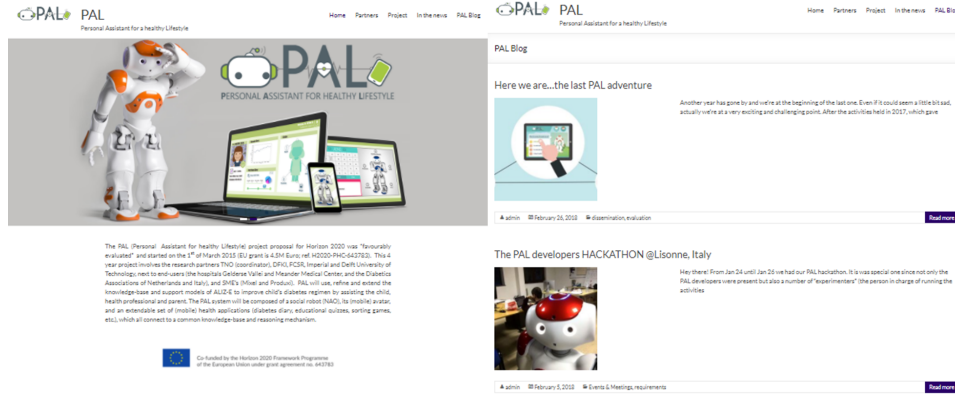 PAL
PAL
Personal Assistant for a healthy Lifestyle
Home Partners Project In the news PAL Blog
PAL
PERSONAL ASSISTANT FOR HEALTHY LIFESTYLE
The PAL (Personal Assistant for healthy Lifestyle) project proposal for Horizon 2020 was "favourably
evaluated" and started on the 1st of March 2015 (EU grant is 4.5M Euro; ref. H2020-PHC-643783). This 4
year project involves the research partners TNO (coordinator), DFKI, FCSR, Imperial and Delft University of
Technology, next to end-users (the hospitals Gelderse Vallei and Meander Medical Center, and the Diabetics
Associations of Netherlands and Italy), and SME's (Mixel and Produxi). PAL will use, refine and extend the
knowledge-base and support models of ALIZ-E to improve child's diabetes regimen by assisting the child,
health professional and parent. The PAL system will be composed of a social robot (NAO), its (mobile) avatar,
and an extendable set of (mobile) health applications (diabetes diary, educational quizzes, sorting games,
etc.), which all connect to a common knowledge-base and reasoning mechanism.
Co-funded by the Horizon 2020 Framework Programme
of the European Union under grant agreement no. 643783
PAL
PAL
Personal Assistant for a healthy Lifestyle
Home Partners Project In the news PAL Blo
PAL Blog
Here we are...the last PAL adventure
Another year has gone by and we're at the beginning of the last one. Even if it could seem a little bit sad,
actually we're at a very exciting and challenging point. After the activities held in 2017, which gave
admin February 26, 2018 dissemination, evaluation
Read more
The PAL developers HACKATHON @Lisonne, Italy
Hey there! From Jan 24 until Jan 26 we had our PAL hackathon. It is was special one since not only the
PAL developers were present but also a number of "experimenters" (the person in charge of running the
activities
admin February 5, 2018 Events & Meetings, requirements
Read more